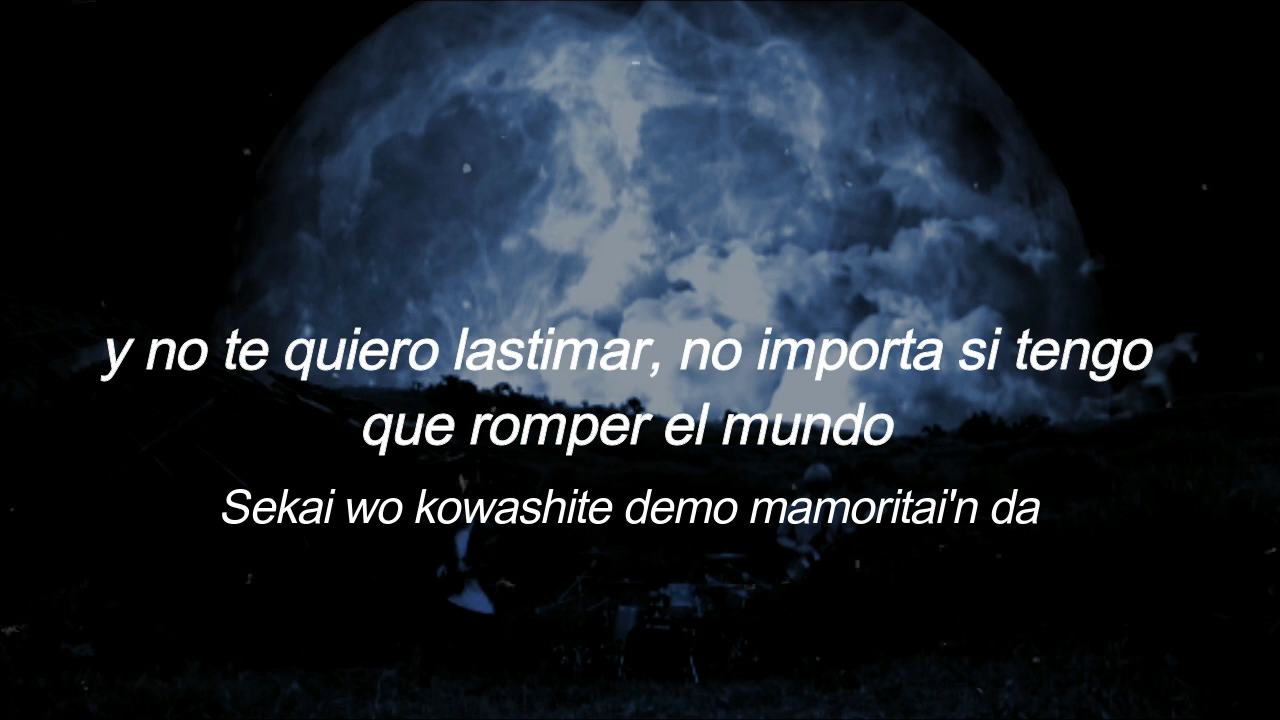 y no te quiero lastimar, no importa si tengo
que romper el mundo
Sekai wo kowashite demo mamoritai'n da